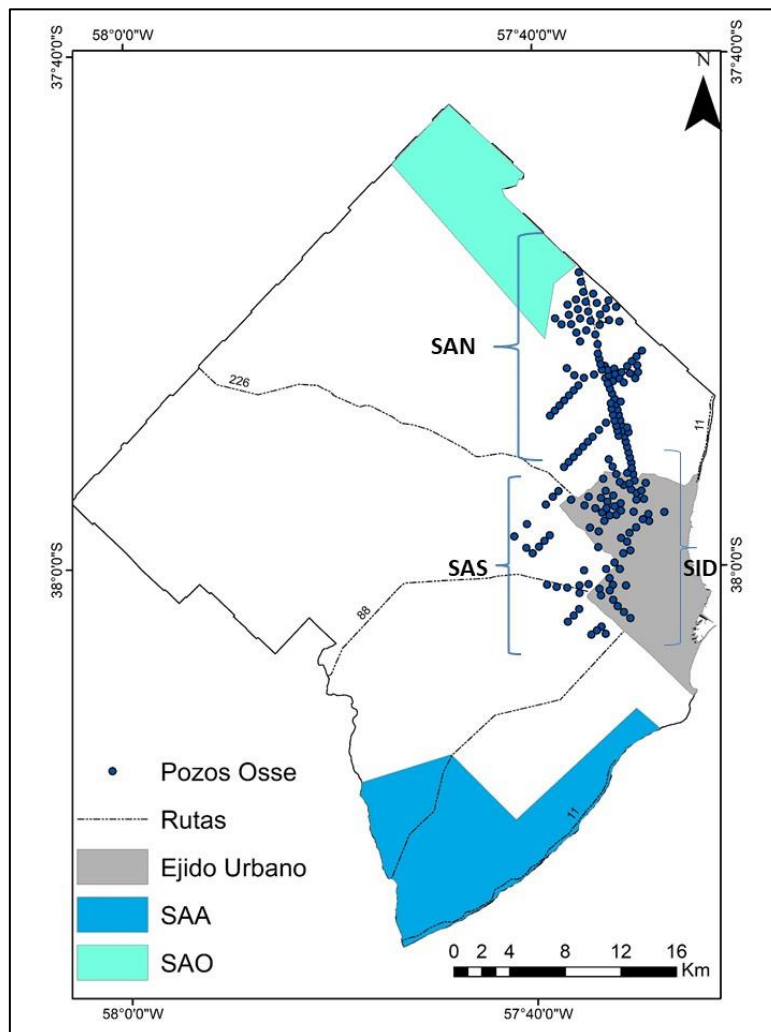 58°0'0"W
57°40'0"W
37°40'0"S
37°40'0"S
N
SAN
226
11
SAS
SID
38°0'0"S
38°0'0"S
88
11
Pozos Osse
Rutas
Ejido Urbano
SAA
SAO
0 2 4 8 12 16
Km
58°0'0"W
57°40'0"W